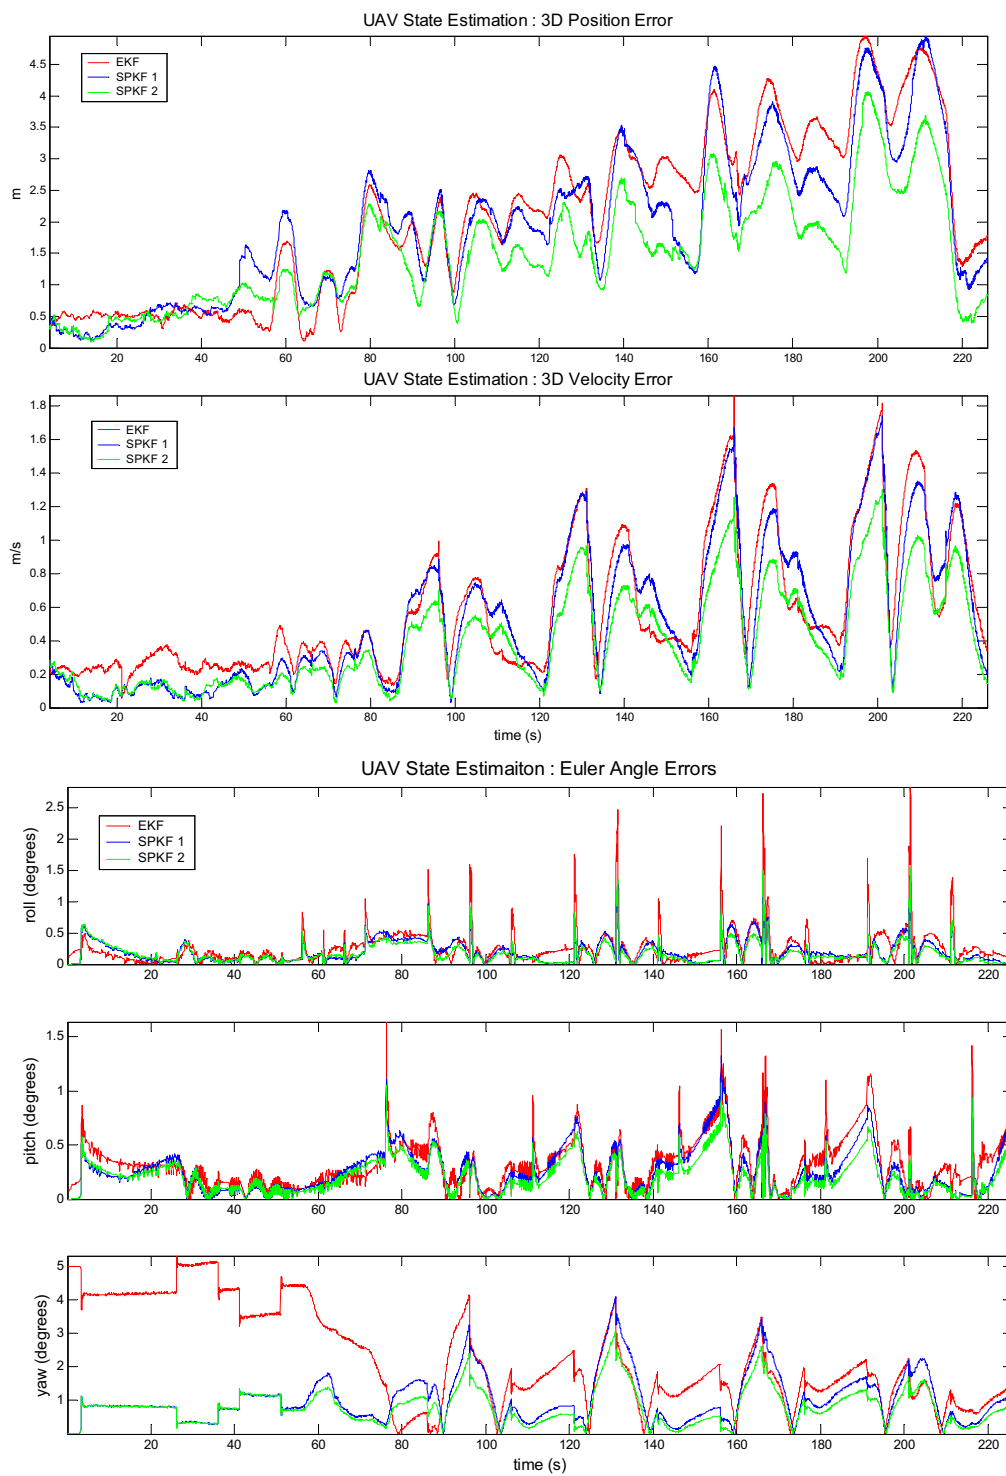 UAV State Estimation : 3D Position Error
EKF
SPKF 1
SPKF 2
4.5
4
3.5
3
2.5
2
1.5
1
0.5
0
m
20 40 60 80 100 120 140 160 180 200 220
UAV State Estimation : 3D Velocity Error
EKF
SPKF 1
SPKF 2
1.8
1.6
1.4
1.2
1
0.8
0.6
0.4
0.2
0
m/s
20 40 60 80 100 120 140 160 180 200 220
time (s)
UAV State Estimaiton : Euler Angle Errors
EKF
SPKF 1
SPKF 2
2.5
2
1.5
1
0.5
0
roll (degrees)
20 40 60 80 100 120 140 160 180 200 220
1.5
1
0.5
0
pitch (degrees)
20 40 60 80 100 120 140 160 180 200 220
5
4
3
2
1
yaw (degrees)
20 40 60 80 100 120 140 160 180 200 220
time (s)